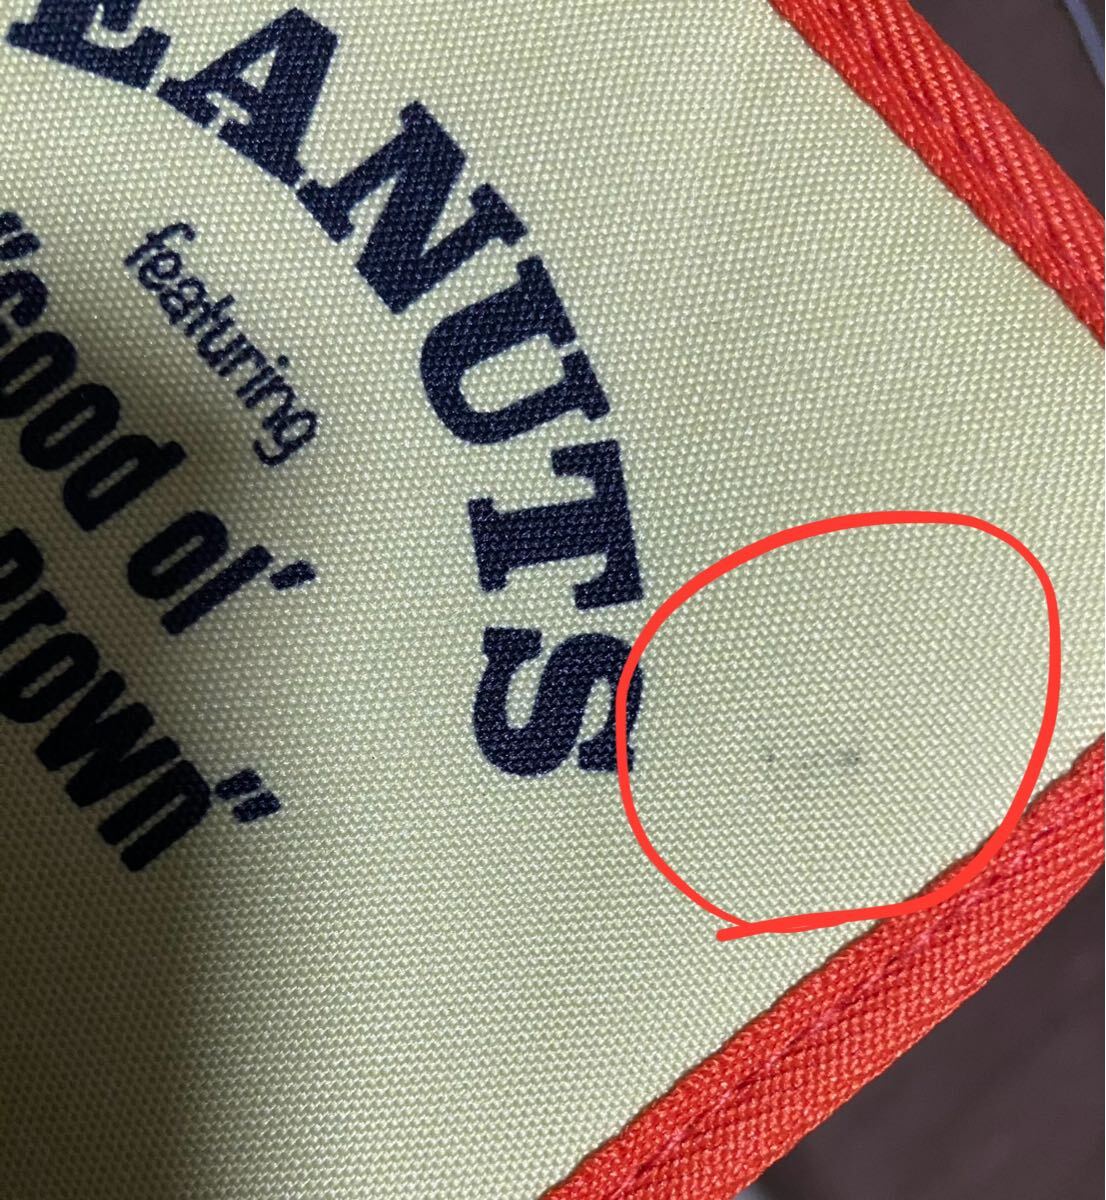 EANUTS
featuring
"Good ol'
Brown"